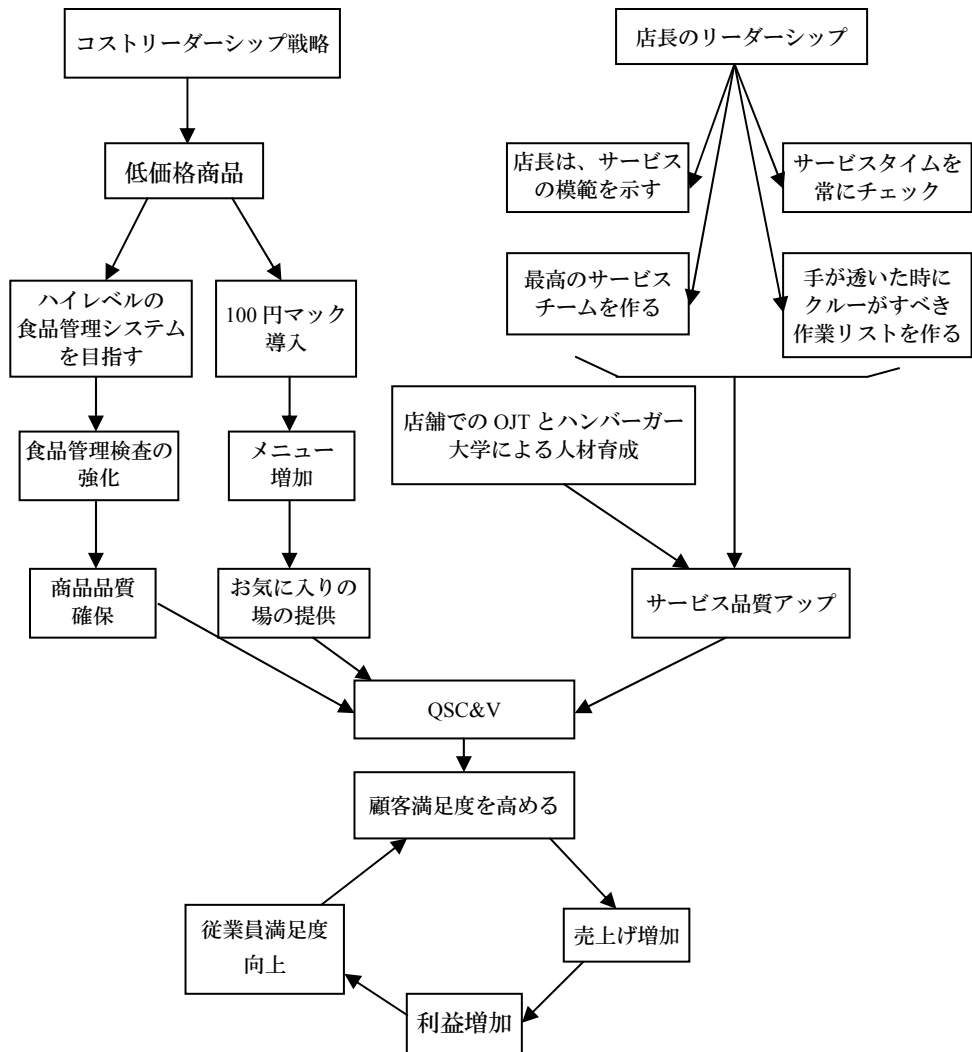 コストリーダーシップ戦略
店長のリーダーシップ
低価格商品
店長は、サービス
の模範を示す
サービスタイムを
常にチェック
ハイレベルの
食品管理システム
を目指す
100円マック
導入
最高のサービス
チームを作る
手が透いた時に
クルーがすべき
作業リストを作る
食品管理検査の
強化
メニュー
増加
店舗での OJT とハンバーガー
大学による人材育成
商品品質
確保
お気に入りの
場の提供
サービス品質アップ
QSC&V
顧客満足度を高める
従業員満足度
向上
売上げ増加
利益増加